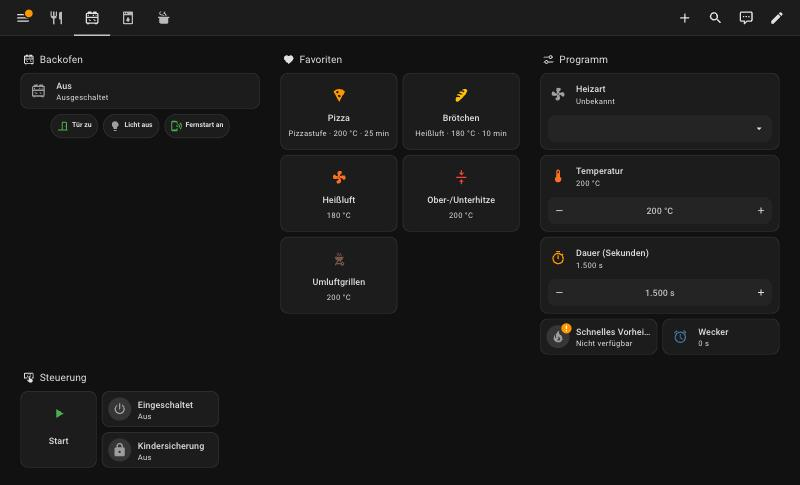 Backofen
Aus
Ausgeschaltet
Tür zu
Licht aus
Fernstart an
Favoriten
Pizza
Pizzastufe · 200 °C · 25 min
Brötchen
Heißluft · 180 °C · 10 min
Heißluft
180 °C
Ober-/Unterhitze
200 °C
Umluftgrillen
200 °C
Programm
Heizart
Unbekannt
Temperatur
200 °C
− 200 °C +
Dauer (Sekunden)
1.500 s
− 1.500 s +
Schnelles Vorhei...
Nicht verfügbar
Wecker
0 s
Steuerung
Start
Eingeschaltet
Aus
Kindersicherung
Aus